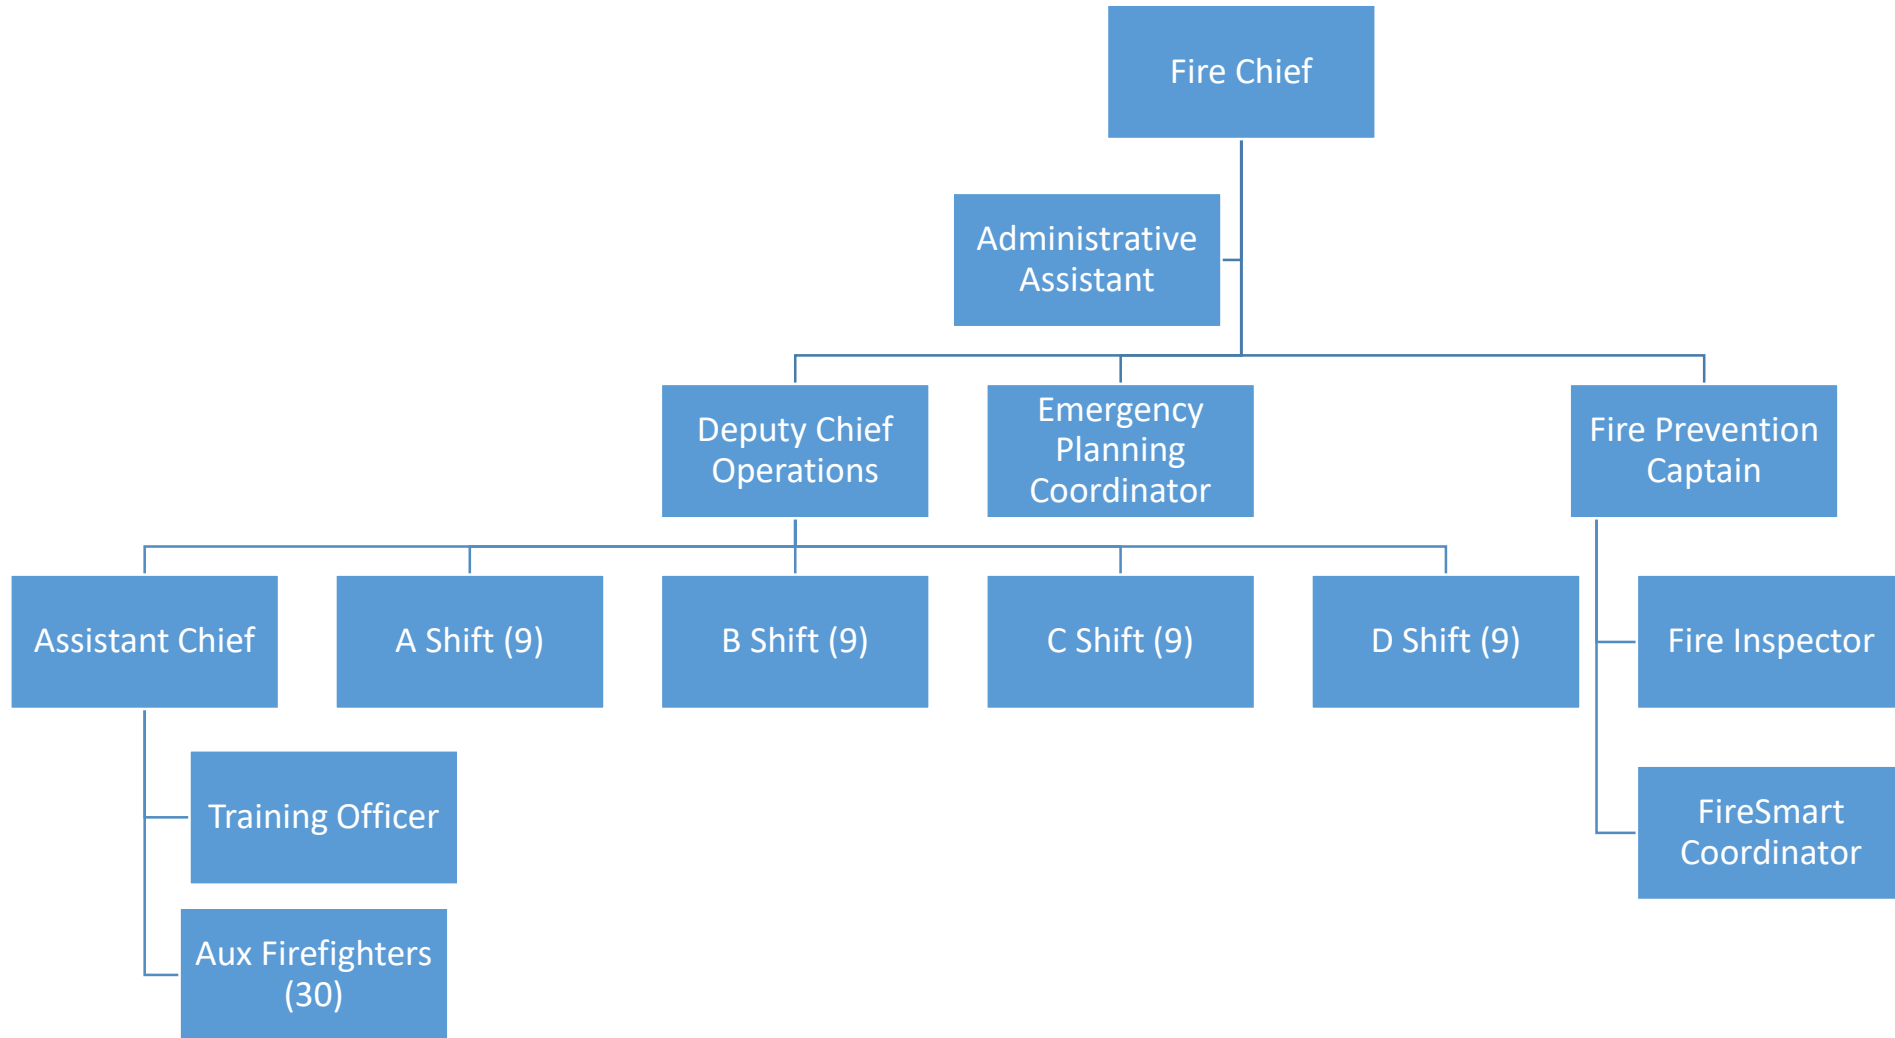 Fire Chief
Administrative
Assistant
Deputy Chief
Operations
Emergency
Planning
Coordinator
Fire Prevention
Captain
Assistant Chief
A Shift (9)
B Shift (9)
C Shift (9)
D Shift (9)
Fire Inspector
Training Officer
FireSmart
Coordinator
Aux Firefighters
(30)